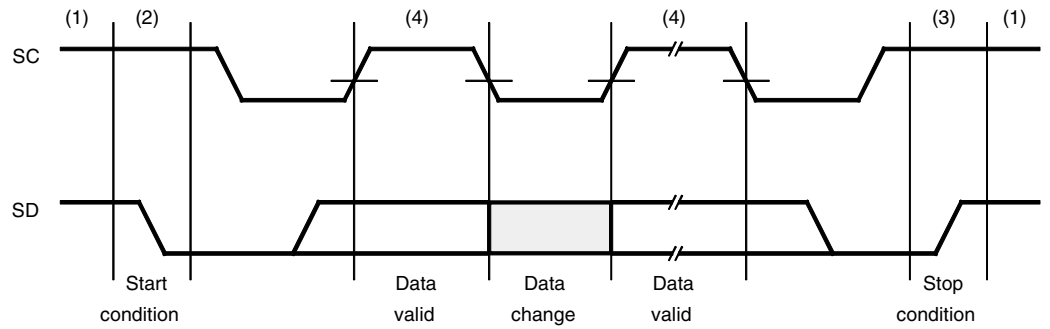 (1) (2) (4) (4) (3) (1)
SC
SD
Start Data Data Data Stop
condition valid change valid condition